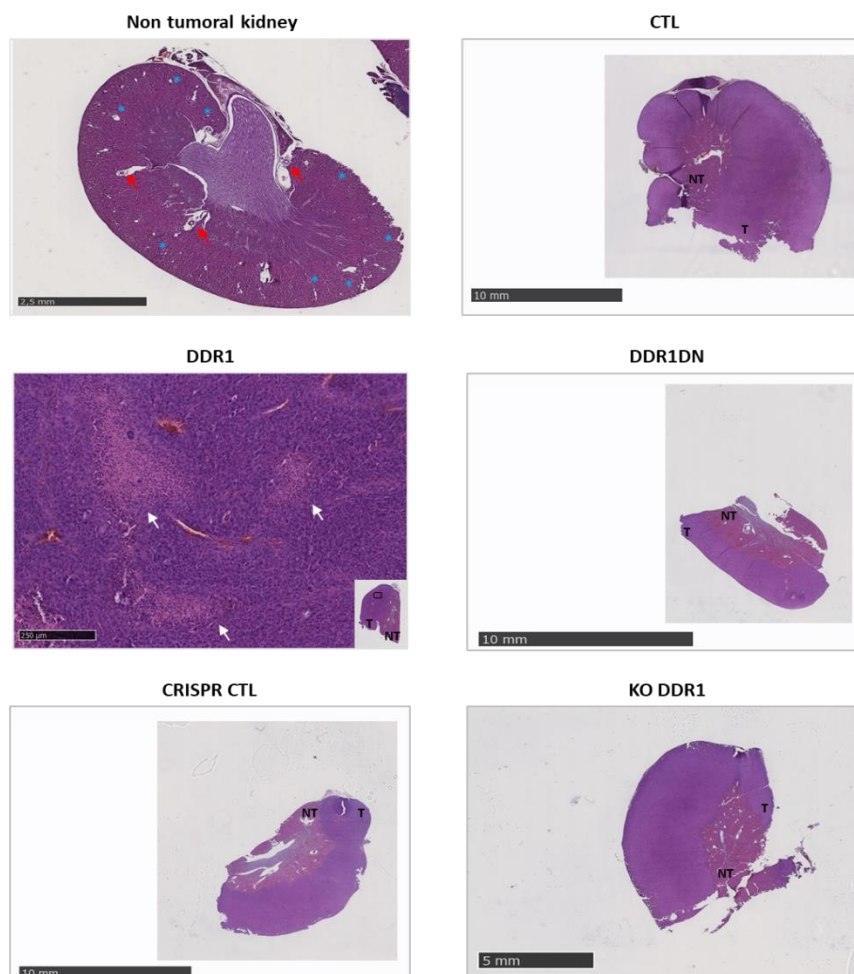 Non tumoral kidney
2,5 mm
CTL
NT
T
10 mm
DDR1
250 µm
T
NT
DDR1DN
NT
T
10 mm
CRISPR CTL
NT
T
10 mm
KO DDR1
T
NT
5 mm